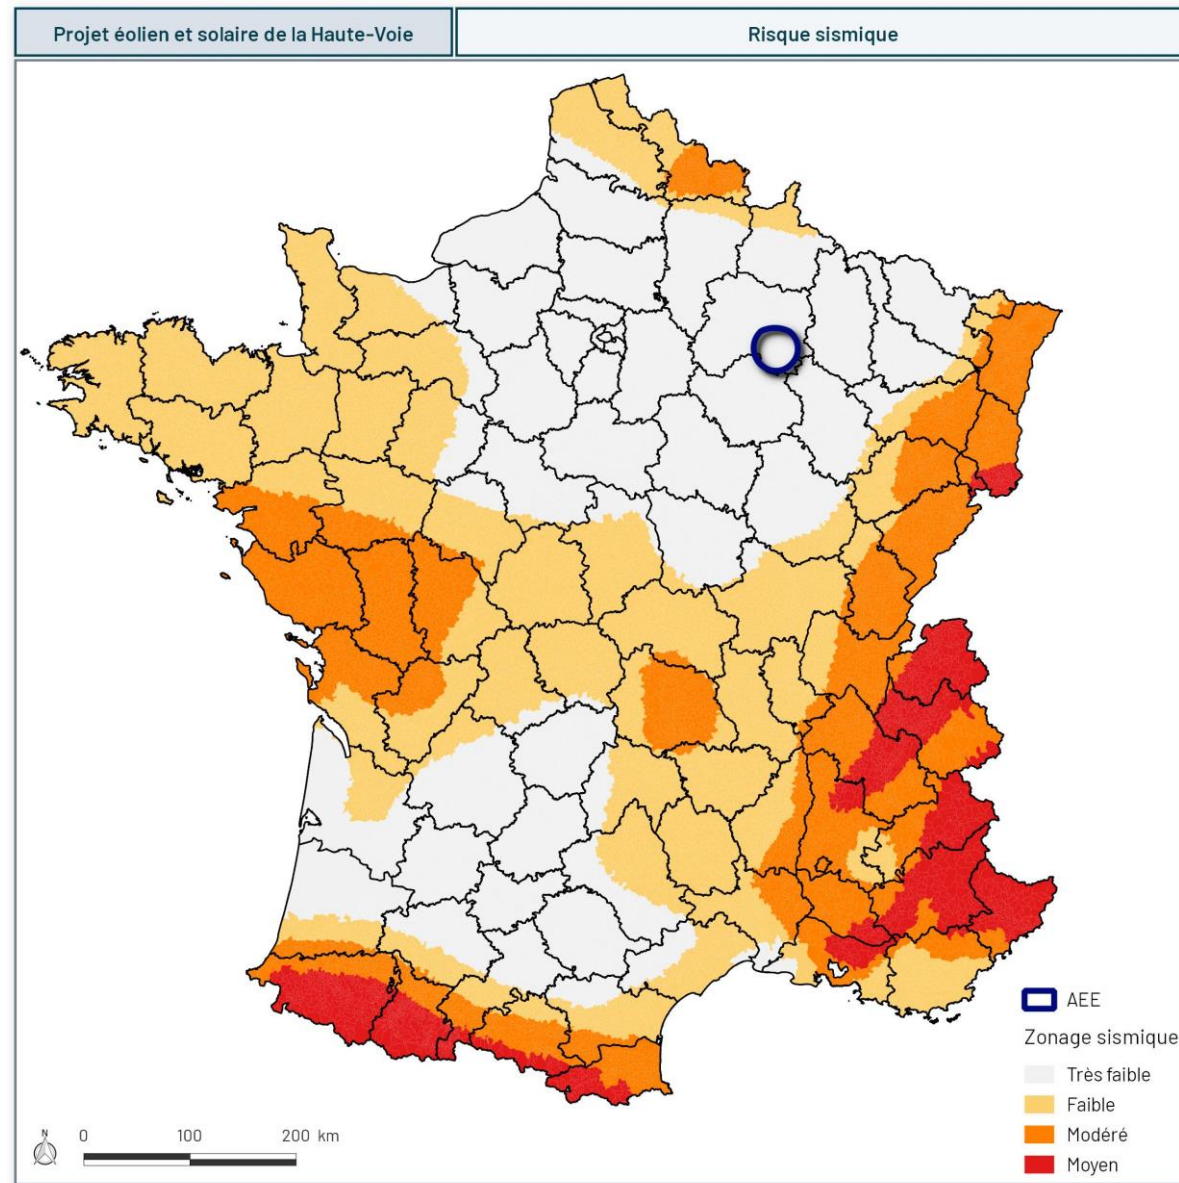 Projet éolien et solaire de la Haute-Voie
Risque sismique
AEE
Zonage sismique
Très faible
Faible
Modéré
Moyen
N
0 100 200 km